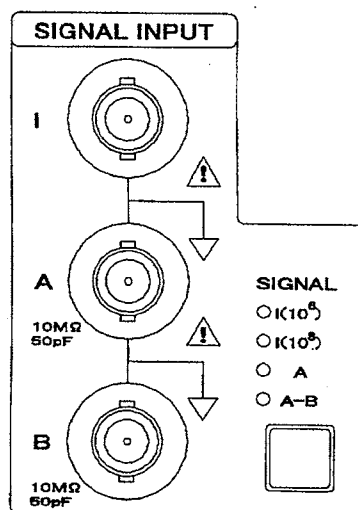 SIGNAL INPUT
I
A
10MΩ
50pF
SIGNAL
I(10⁶)
I(10⁸)
A
A-B
B
10MΩ
50pF